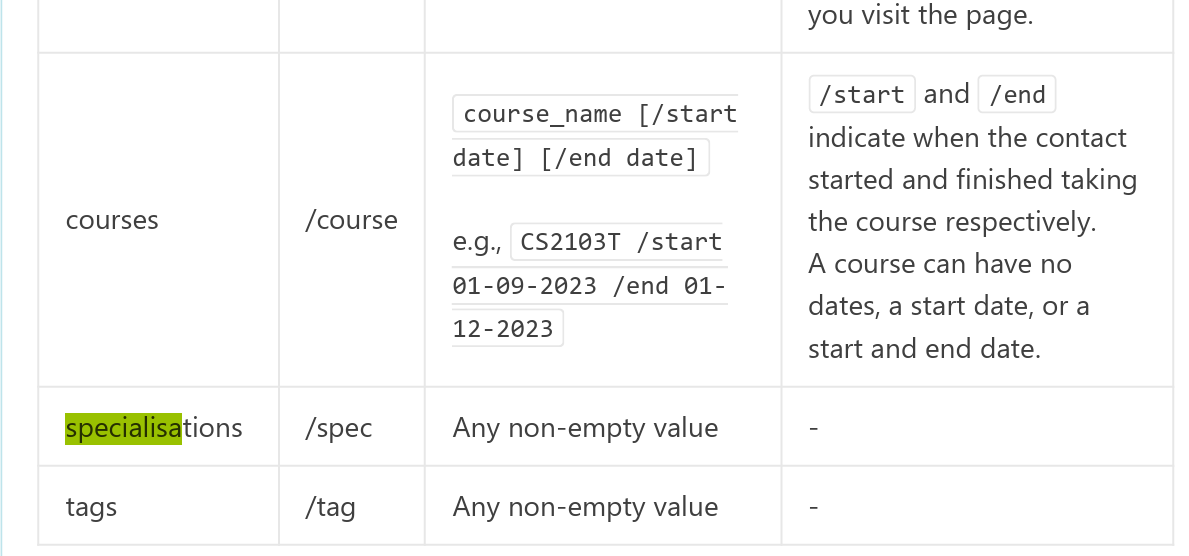 you visit the page.
courses
/course
course_name [/start
date] [/end date]
e.g., CS2103T /start
01-09-2023 /end 01-
12-2023
/start and /end
indicate when the contact
started and finished taking
the course respectively.
A course can have no
dates, a start date, or a
start and end date.
specialisations
/spec
Any non-empty value
-
tags
/tag
Any non-empty value
-